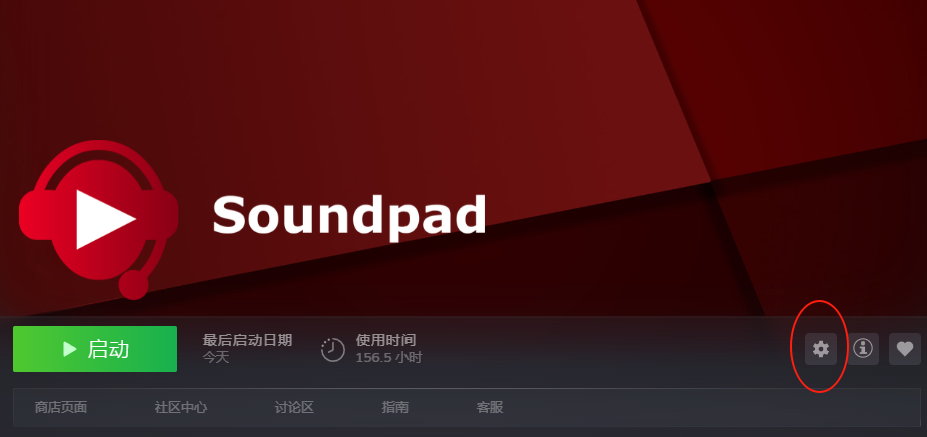 Soundpad
启动
最后启动日期
今天
使用时间
156.5 小时
商店页面 社区中心 讨论区 指南 客服